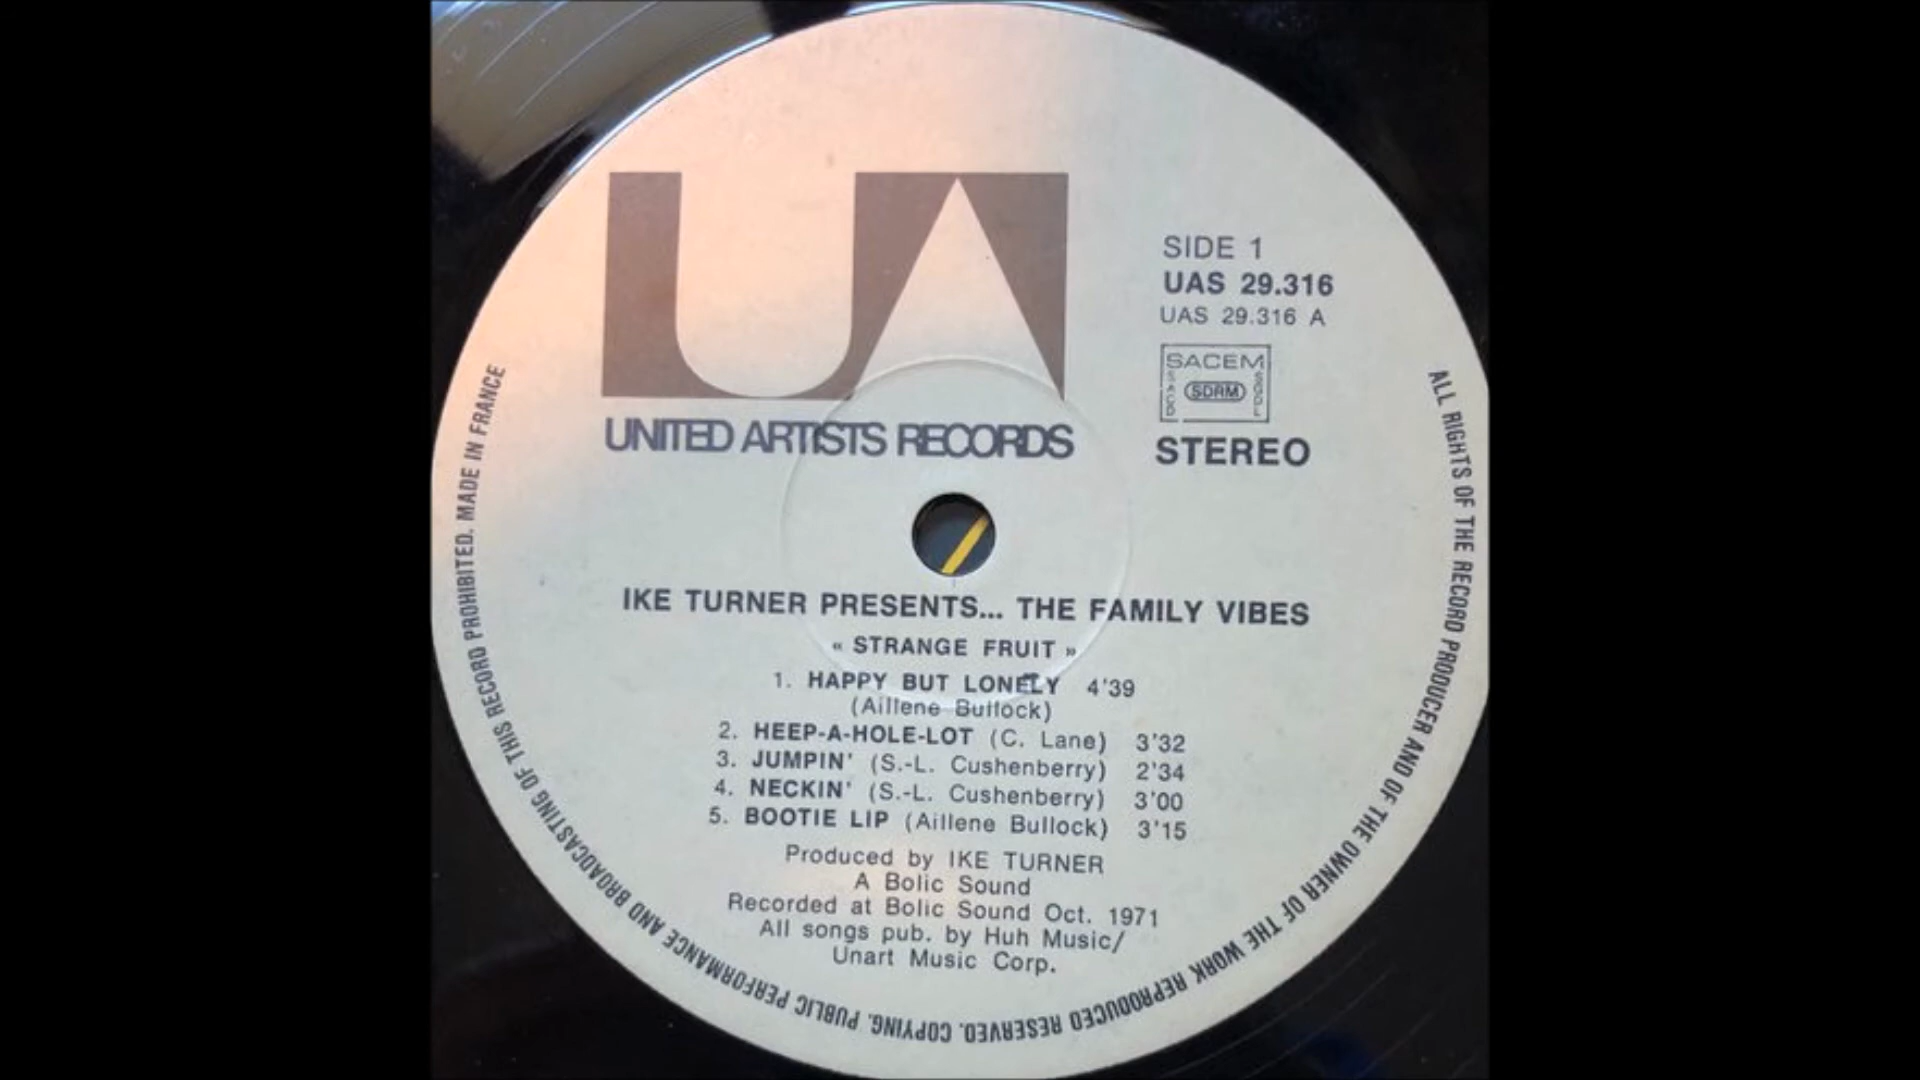 UA
UNITED ARTISTS RECORDS
SIDE 1
UAS 29.316
UAS 29.316 A
SACEM
SACD SDRM SGDL
STEREO
IKE TURNER PRESENTS... THE FAMILY VIBES
« STRANGE FRUIT »
1. HAPPY BUT LONELY 4'39
(Aillene Bullock)
2. HEEP-A-HOLE-LOT (C. Lane) 3'32
3. JUMPIN' (S.-L. Cushenberry) 2'34
4. NECKIN' (S.-L. Cushenberry) 3'00
5. BOOTIE LIP (Aillene Bullock) 3'15
Produced by IKE TURNER
A Bolic Sound
Recorded at Bolic Sound Oct. 1971
All songs pub. by Huh Music/
Unart Music Corp.
ALL RIGHTS OF THE RECORD PRODUCER AND OF THE OWNER OF THE WORK REPRODUCED RESERVED. COPYING, PUBLIC PERFORMANCE AND BROADCASTING OF THIS RECORD PROHIBITED. MADE IN FRANCE